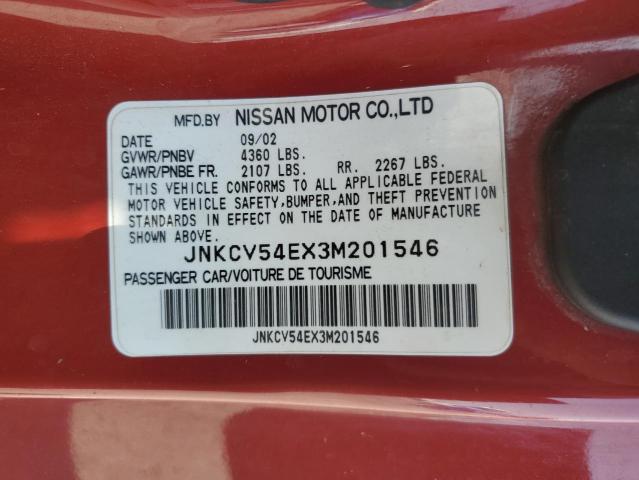 MFD.BY NISSAN MOTOR CO.,LTD
DATE 09/02
GVWR/PNBV 4360 LBS.
GAWR/PNBE FR. 2107 LBS. RR. 2267 LBS.
THIS VEHICLE CONFORMS TO ALL APPLICABLE FEDERAL
MOTOR VEHICLE SAFETY,BUMPER,AND THEFT PREVENTION
STANDARDS IN EFFECT ON THE DATE OF MANUFACTURE
SHOWN ABOVE. JNKCV54EX3M201546
PASSENGER CAR/VOITURE DE TOURISME
JNKCV54EX3M201546